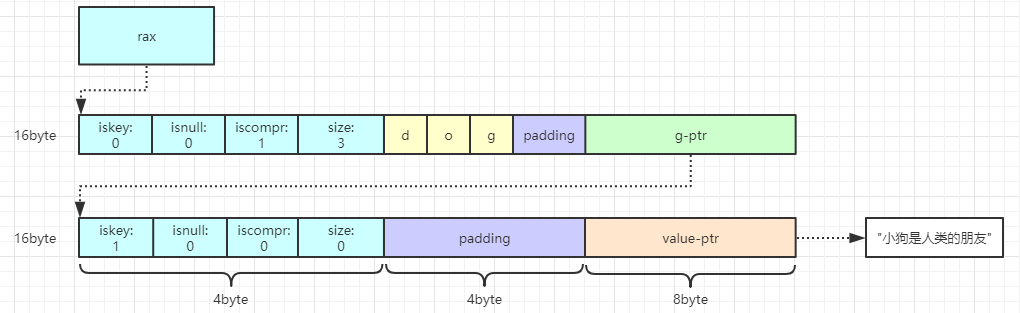 rax
16byte
iskey:
0
isnull:
0
iscompr:
1
size:
3
d
o
g
padding
g-ptr
16byte
iskey:
1
isnull:
0
iscompr:
0
size:
0
padding
value-ptr
"小狗是人类的朋友"
4byte
4byte
8byte